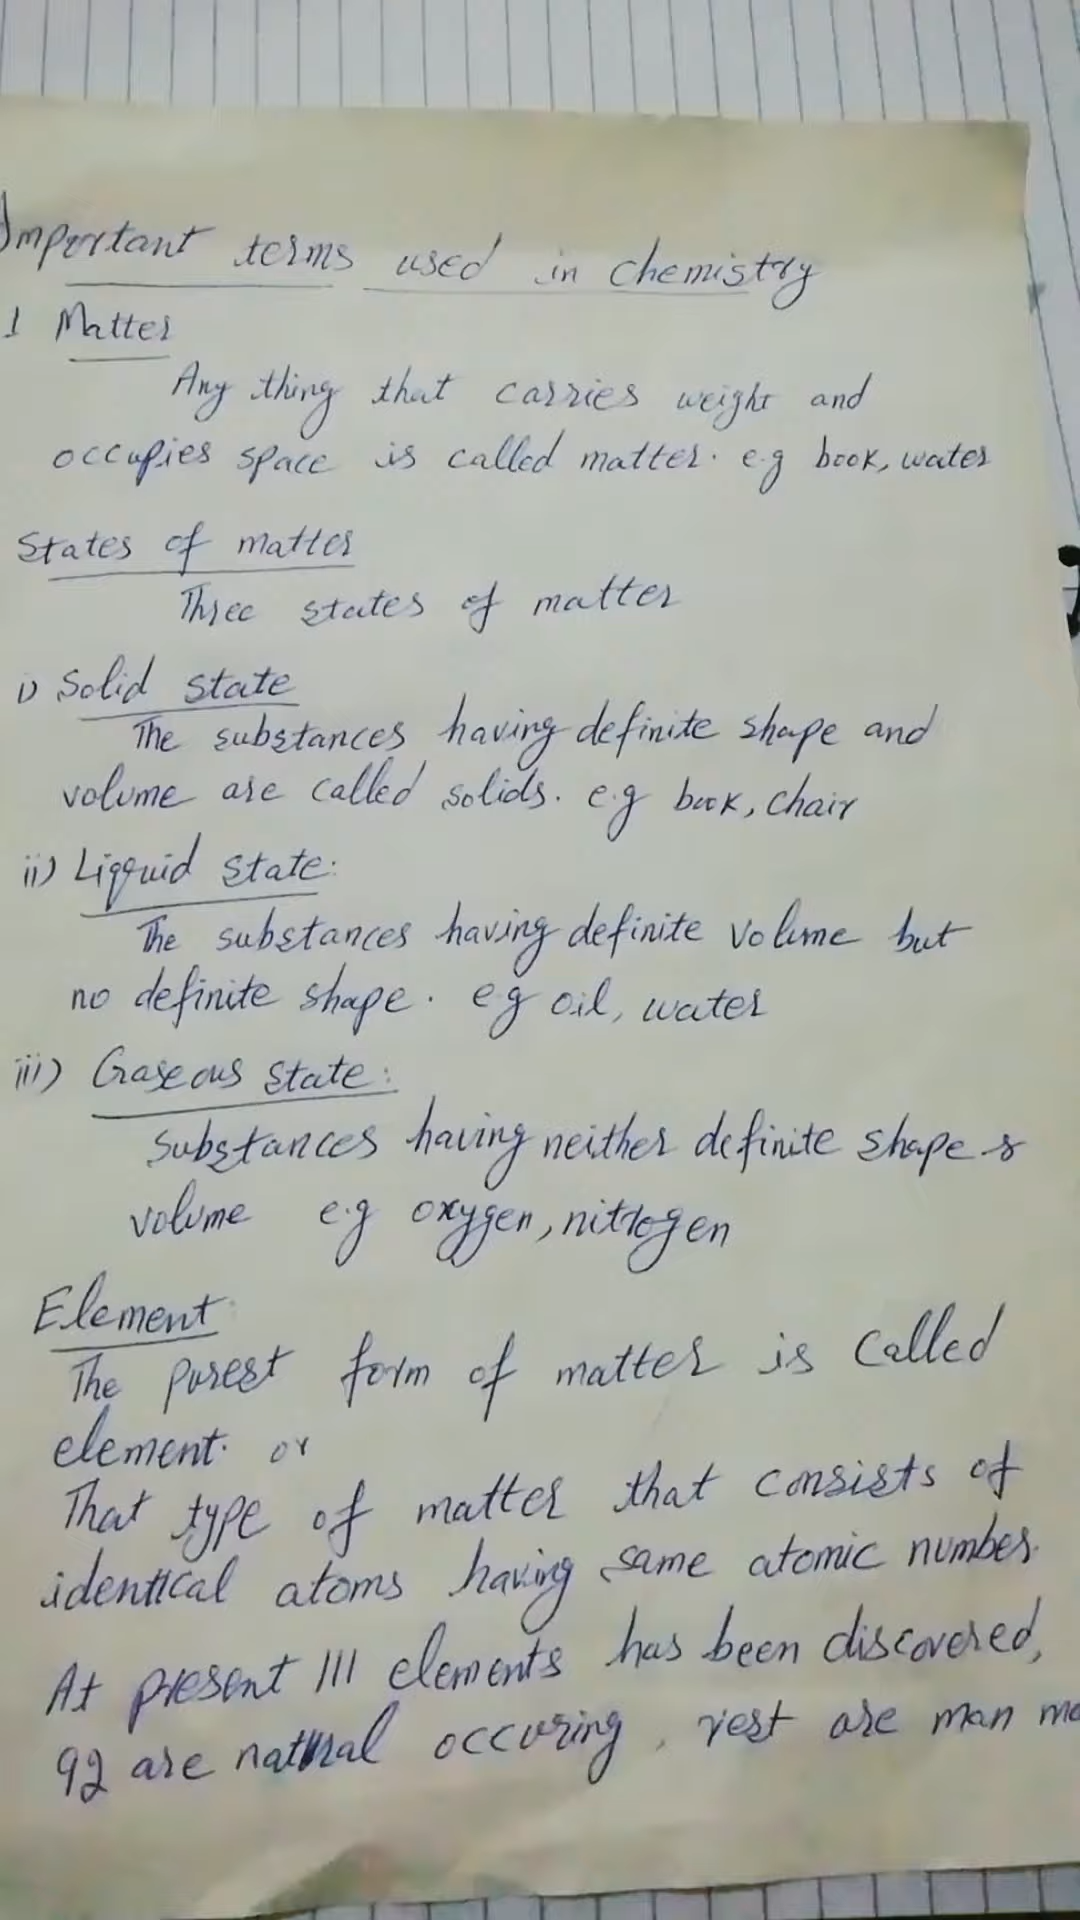 Important terms used in chemistry
1 Matter
Any thing that carries weight and
occupies space is called matter. e.g book, water
States of matter
Three states of matter
i) Solid state
The substances having definite shape and
volume are called solids. e.g book, chair
ii) Liquid state:
The substances having definite volume but
no definite shape. e.g oil, water
iii) Gaseous state:
Substances having neither definite shape &
volume e.g oxygen, nitrogen
Element:
The purest form of matter is called
element. or
That type of matter that consists of
identical atoms having same atomic number.
At present 111 elements has been discovered,
92 are natural occuring, rest are man